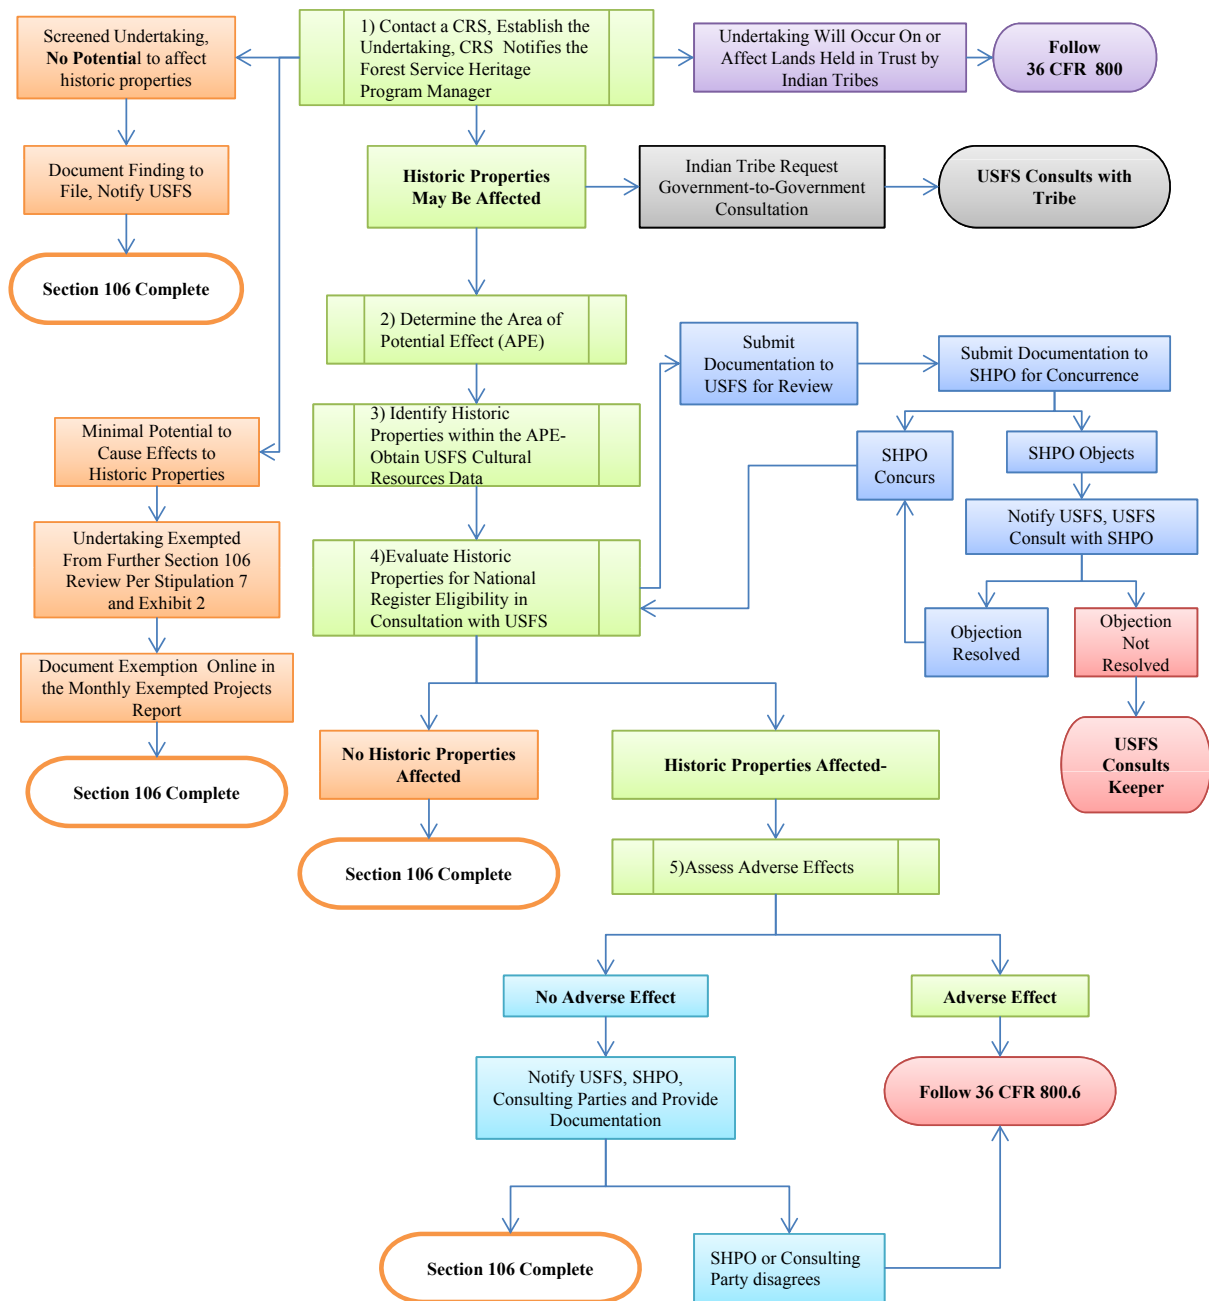 Screened Undertaking,
No Potential to affect
historic properties
1) Contact a CRS, Establish the
Undertaking, CRS Notifies the
Forest Service Heritage
Program Manager
Undertaking Will Occur On or
Affect Lands Held in Trust by
Indian Tribes
Follow
36 CFR 800
Document Finding to
File, Notify USFS
Historic Properties
May Be Affected
Indian Tribe Request
Government-to-Government
Consultation
USFS Consults with
Tribe
Section 106 Complete
2) Determine the Area of
Potential Effect (APE)
Submit
Documentation to
USFS for Review
Submit Documentation to
SHPO for Concurrence
Minimal Potential to
Cause Effects to
Historic Properties
3) Identify Historic
Properties within the APE-
Obtain USFS Cultural
Resources Data
SHPO
Concurs
SHPO Objects
Undertaking Exempted
From Further Section 106
Review Per Stipulation 7
and Exhibit 2
4)Evaluate Historic
Properties for National
Register Eligibility in
Consultation with USFS
Notify USFS, USFS
Consult with SHPO
Objection
Resolved
Objection
Not
Resolved
Document Exemption Online in
the Monthly Exempted Projects
Report
No Historic Properties
Affected
Historic Properties Affected-
USFS
Consults
Keeper
Section 106 Complete
Section 106 Complete
5)Assess Adverse Effects
No Adverse Effect
Adverse Effect
Notify USFS, SHPO,
Consulting Parties and Provide
Documentation
Follow 36 CFR 800.6
Section 106 Complete
SHPO or Consulting
Party disagrees